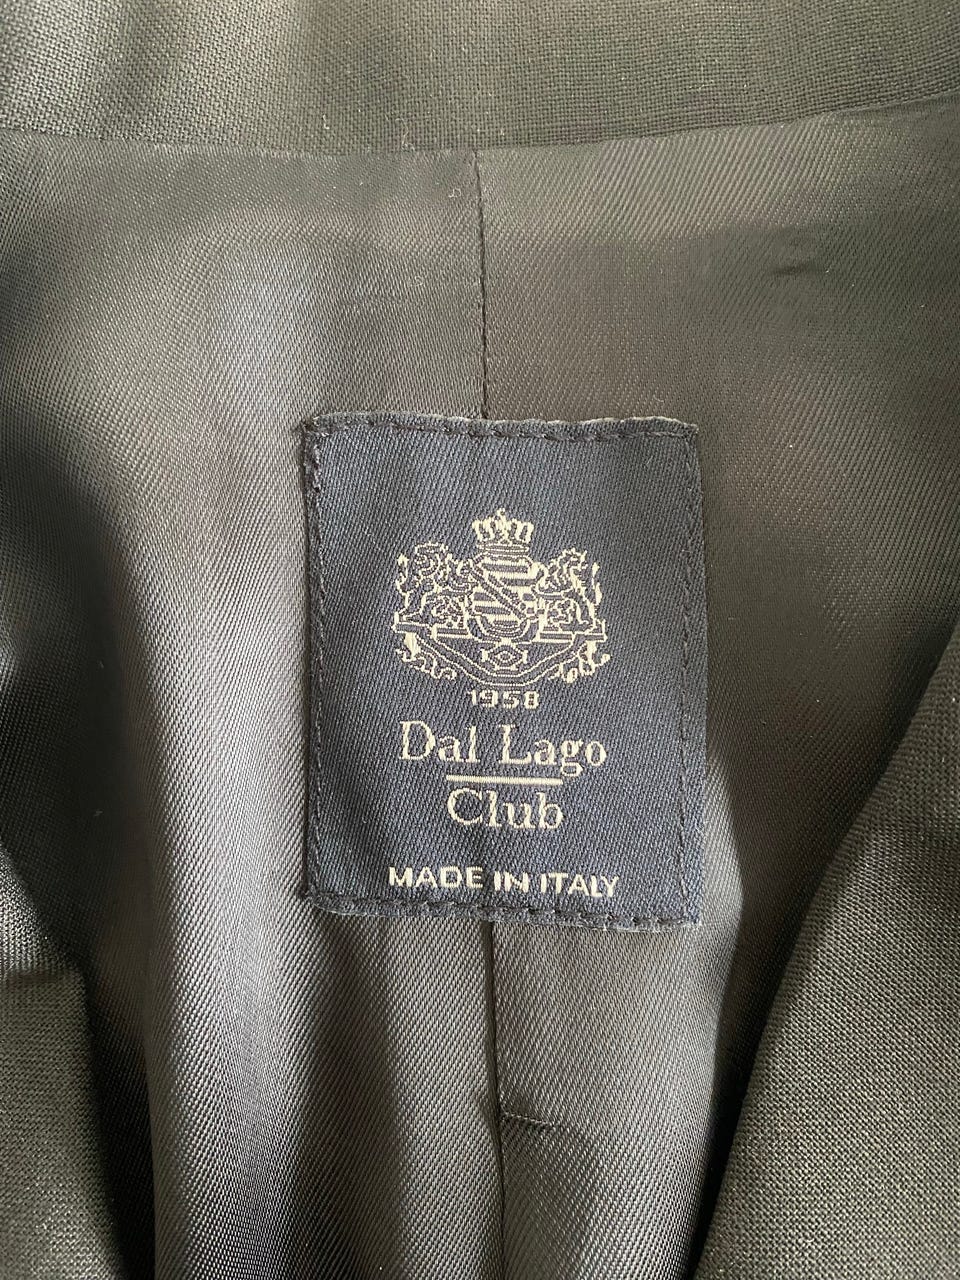 1958
Dal Lago
Club
MADE IN ITALY